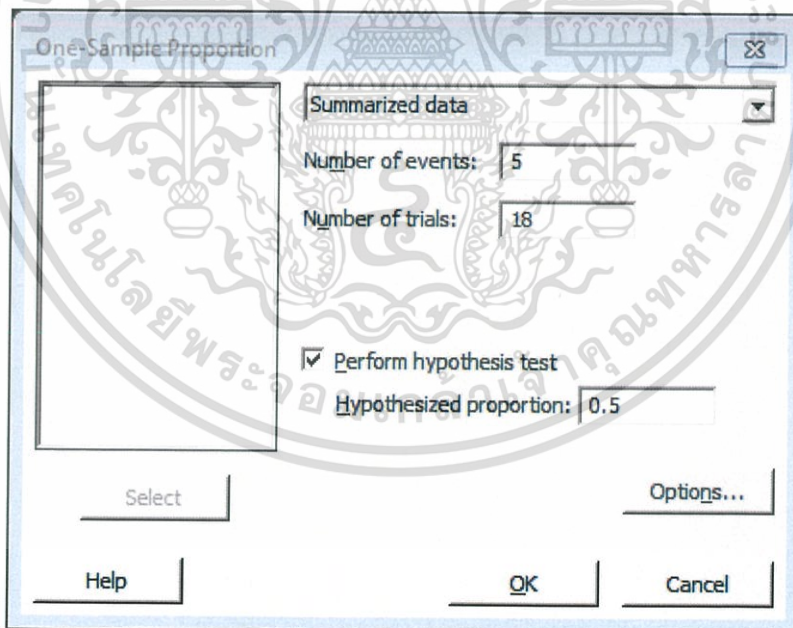 One-Sample Proportion
Summarized data
Number of events: 5
Number of trials: 18
Perform hypothesis test
Hypothesized proportion: 0.5
Select
Options...
Help
OK
Cancel